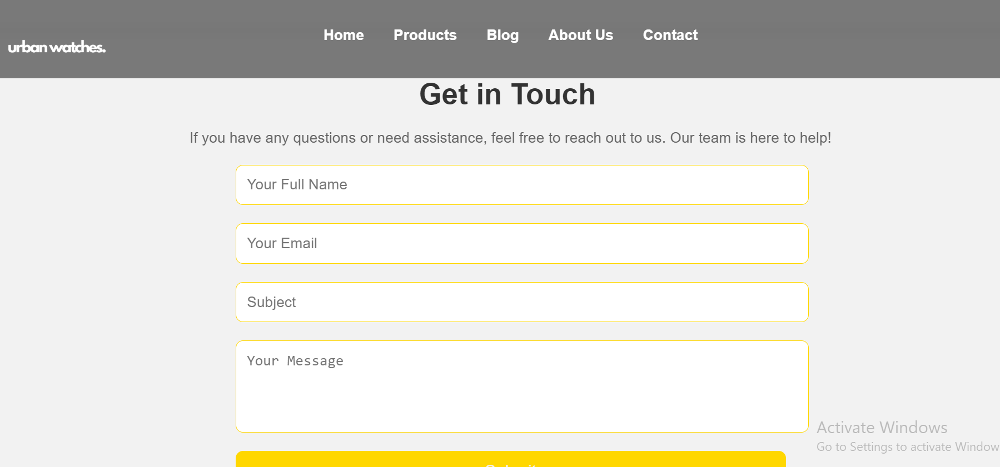 Home Products Blog About Us Contact
urban watches.
Get in Touch
If you have any questions or need assistance, feel free to reach out to us. Our team is here to help!
Your Full Name
Your Email
Subject
Your Message
Activate Windows
Go to Settings to activate Window
Submit